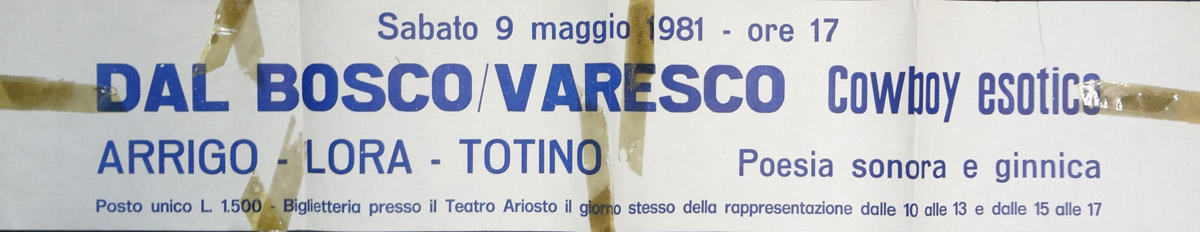 Sabato 9 maggio 1981 - ore 17
DAL BOSCO/VARESCO Cowboy esotico
ARRIGO - LORA - TOTINO Poesia sonora e ginnica
Posto unico L. 1.500 - Biglietteria presso il Teatro Ariosto il giorno stesso della rappresentazione dalle 10 alle 13 e dalle 15 alle 17